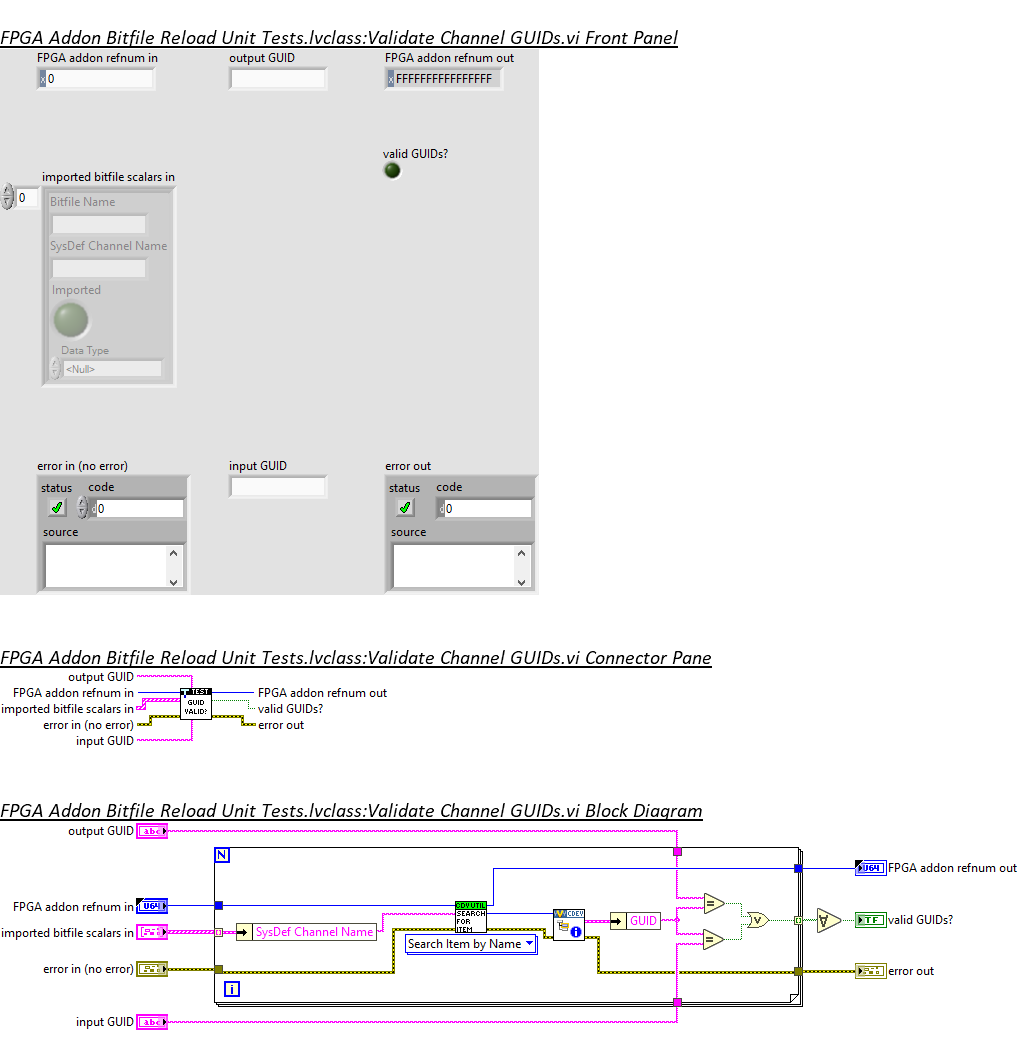 FPGA Addon Bitfile Reload Unit Tests.lvclass:Validate Channel GUIDs.vi Front Panel
FPGA addon refnum in
output GUID
FPGA addon refnum out
x 0
x FFFFFFFFFFFFFFFF
valid GUIDs?
imported bitfile scalars in
0
Bitfile Name
SysDef Channel Name
Imported
Data Type
<Null>
error in (no error)
input GUID
error out
status code
status code
d 0
d 0
source
source
FPGA Addon Bitfile Reload Unit Tests.lvclass:Validate Channel GUIDs.vi Connector Pane
output GUID
FPGA addon refnum in
TEST
FPGA addon refnum out
imported bitfile scalars in
GUID
VALID?
valid GUIDs?
error in (no error)
error out
input GUID
FPGA Addon Bitfile Reload Unit Tests.lvclass:Validate Channel GUIDs.vi Block Diagram
output GUID
abc
N
U64
FPGA addon refnum out
FPGA addon refnum in
U64
CDV UTIL
SEARCH
FOR
ITEM
CDEV
GUID
=
V
TF
valid GUIDs?
imported bitfile scalars in
SysDef Channel Name
Search Item by Name
=
error in (no error)
error out
i
input GUID
abc